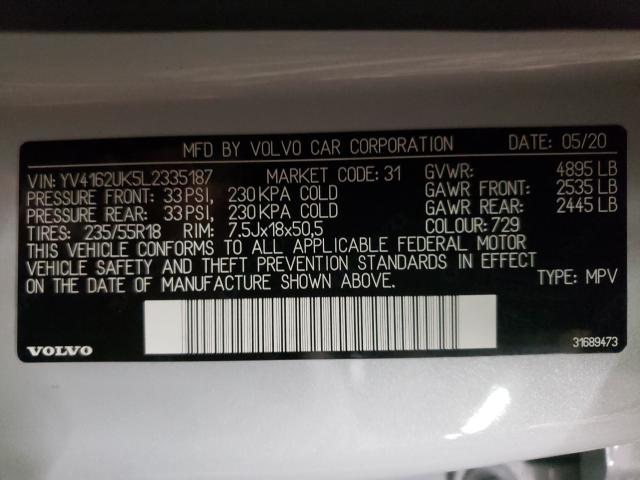 MFD BY VOLVO CAR CORPORATION DATE: 05/20
VIN: YV4162UK5L2335187 MARKET CODE: 31 GVWR: 4895 LB
PRESSURE FRONT: 33 PSI, 230 KPA COLD GAWR FRONT: 2535 LB
PRESSURE REAR: 33 PSI, 230 KPA COLD GAWR REAR: 2445 LB
TIRES: 235/55R18 RIM: 7,5Jx18x50,5 COLOUR: 729
THIS VEHICLE CONFORMS TO ALL APPLICABLE FEDERAL MOTOR
VEHICLE SAFETY AND THEFT PREVENTION STANDARDS IN EFFECT
ON THE DATE OF MANUFACTURE SHOWN ABOVE. TYPE: MPV
VOLVO 31689473